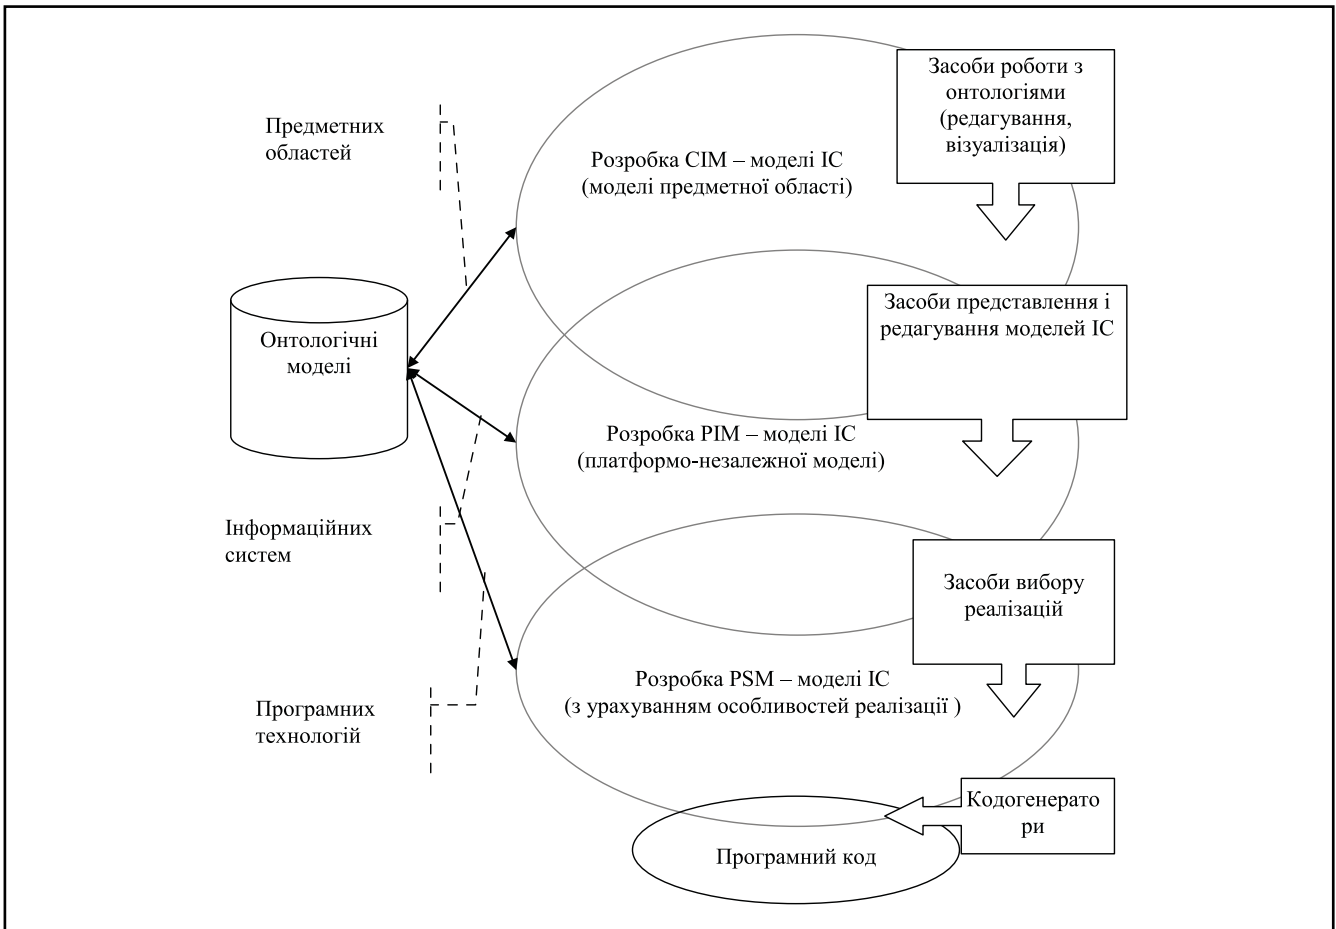 Засоби роботи з
онтологіями
(редагування,
візуалізація)
Предметних
областей
Розробка CIM – моделі ІС
(моделі предметної області)
Засоби представлення і
редагування моделей ІС
Онтологічні
моделі
Розробка PIM – моделі ІС
(платформо-незалежної моделі)
Інформаційних
систем
Засоби вибору
реалізацій
Розробка PSM – моделі ІС
(з урахуванням особливостей реалізації )
Програмних
технологій
Кодогенерато
ри
Програмний код